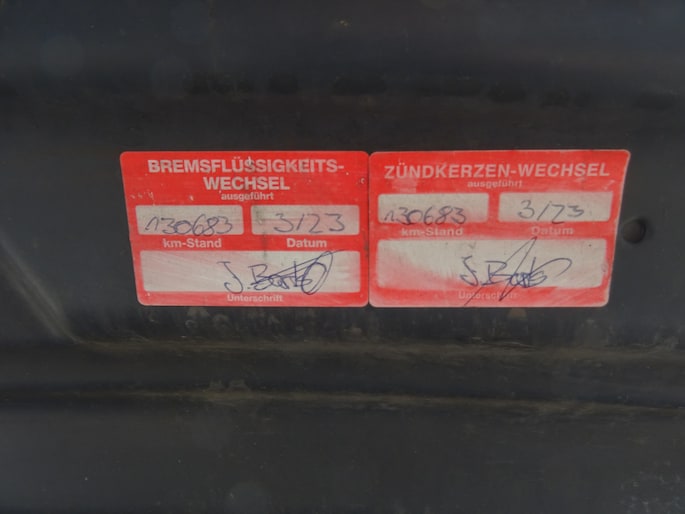 BREMSFLÜSSIGKEITS-
WECHSEL
ausgeführt
130683 3/23
km-Stand Datum
Unterschrift
ZÜNDKERZEN-WECHSEL
ausgeführt
130683 3/23
km-Stand Datum
Unterschrift